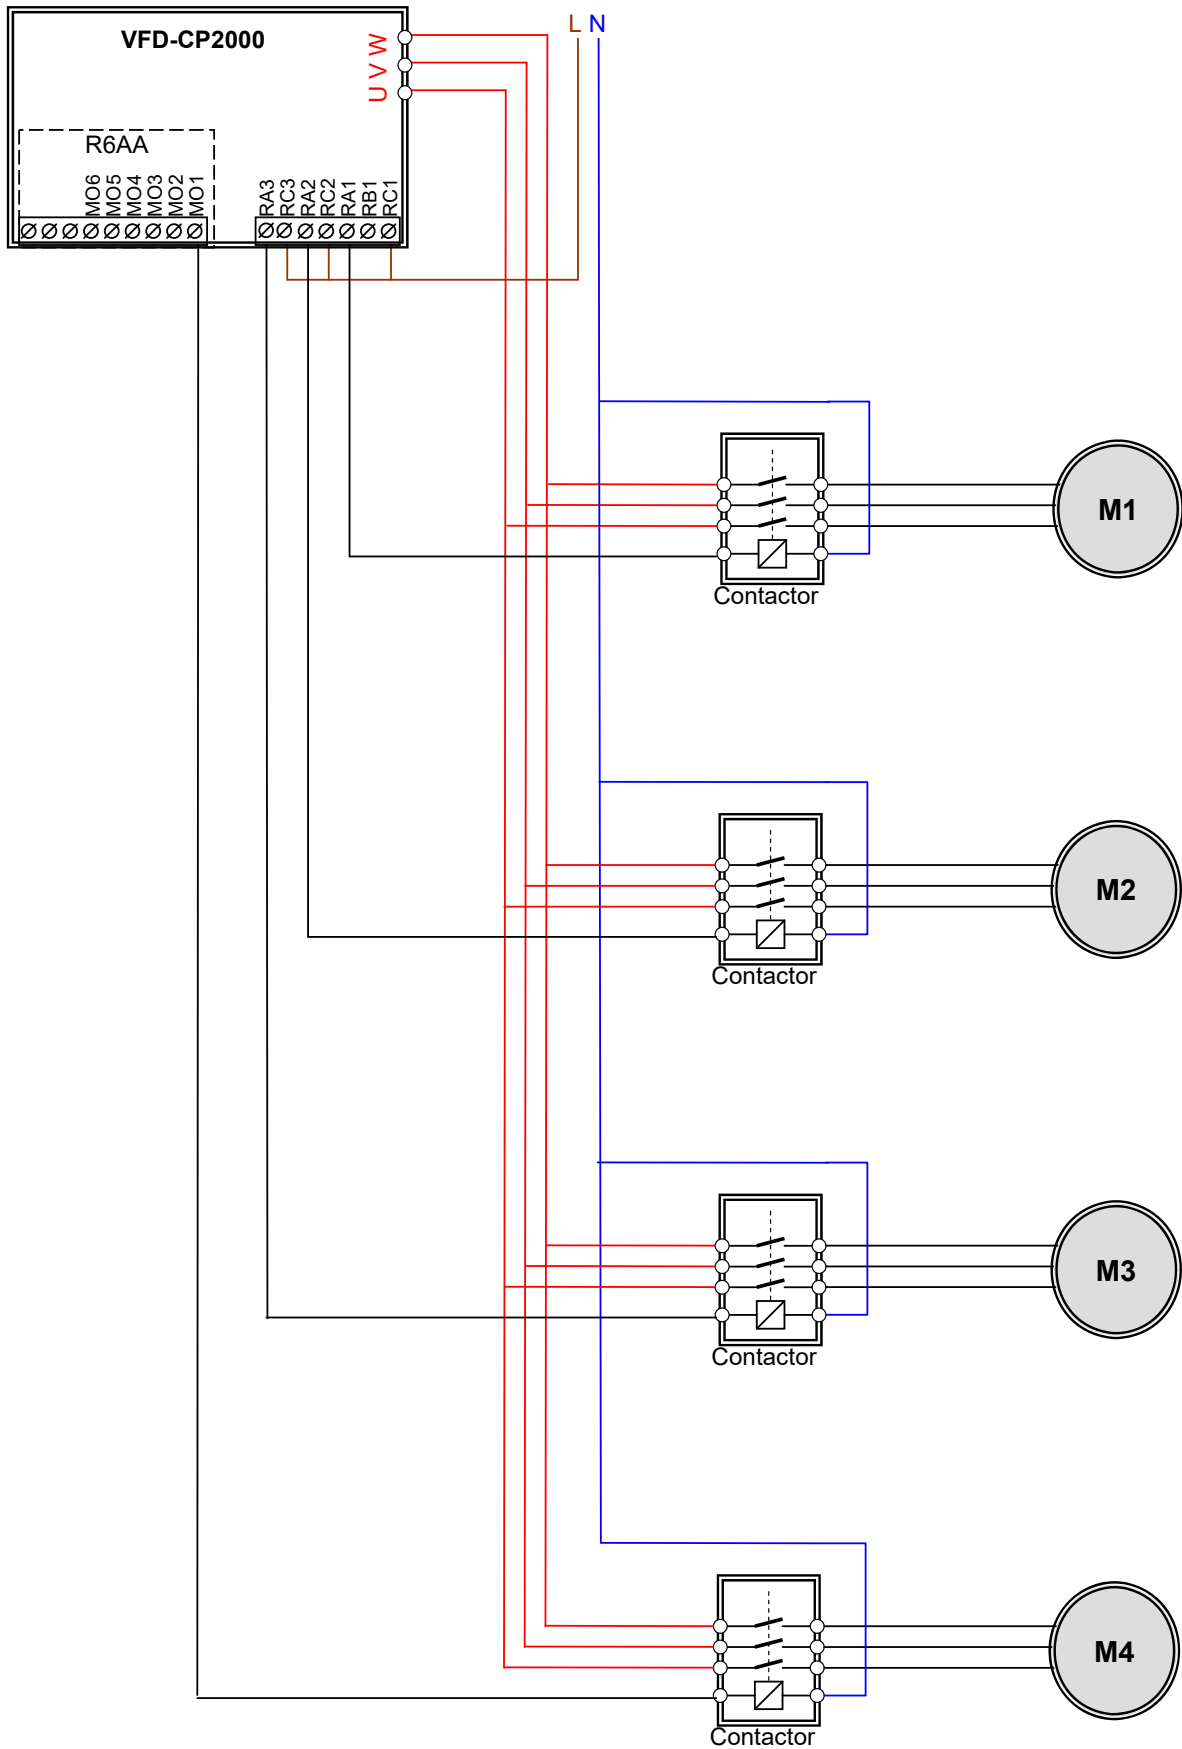 VFD-CP2000
L N
U V W
R6AA
MO6
MO5
MO4
MO3
MO2
MO1
RA3
RC3
RA2
RC2
RA1
RB1
RC1
M1
Contactor
M2
Contactor
M3
Contactor
M4
Contactor